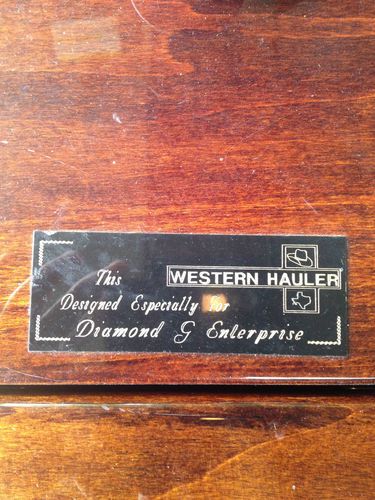 This WESTERN HAULER
Designed Especially for
Diamond G Enterprise